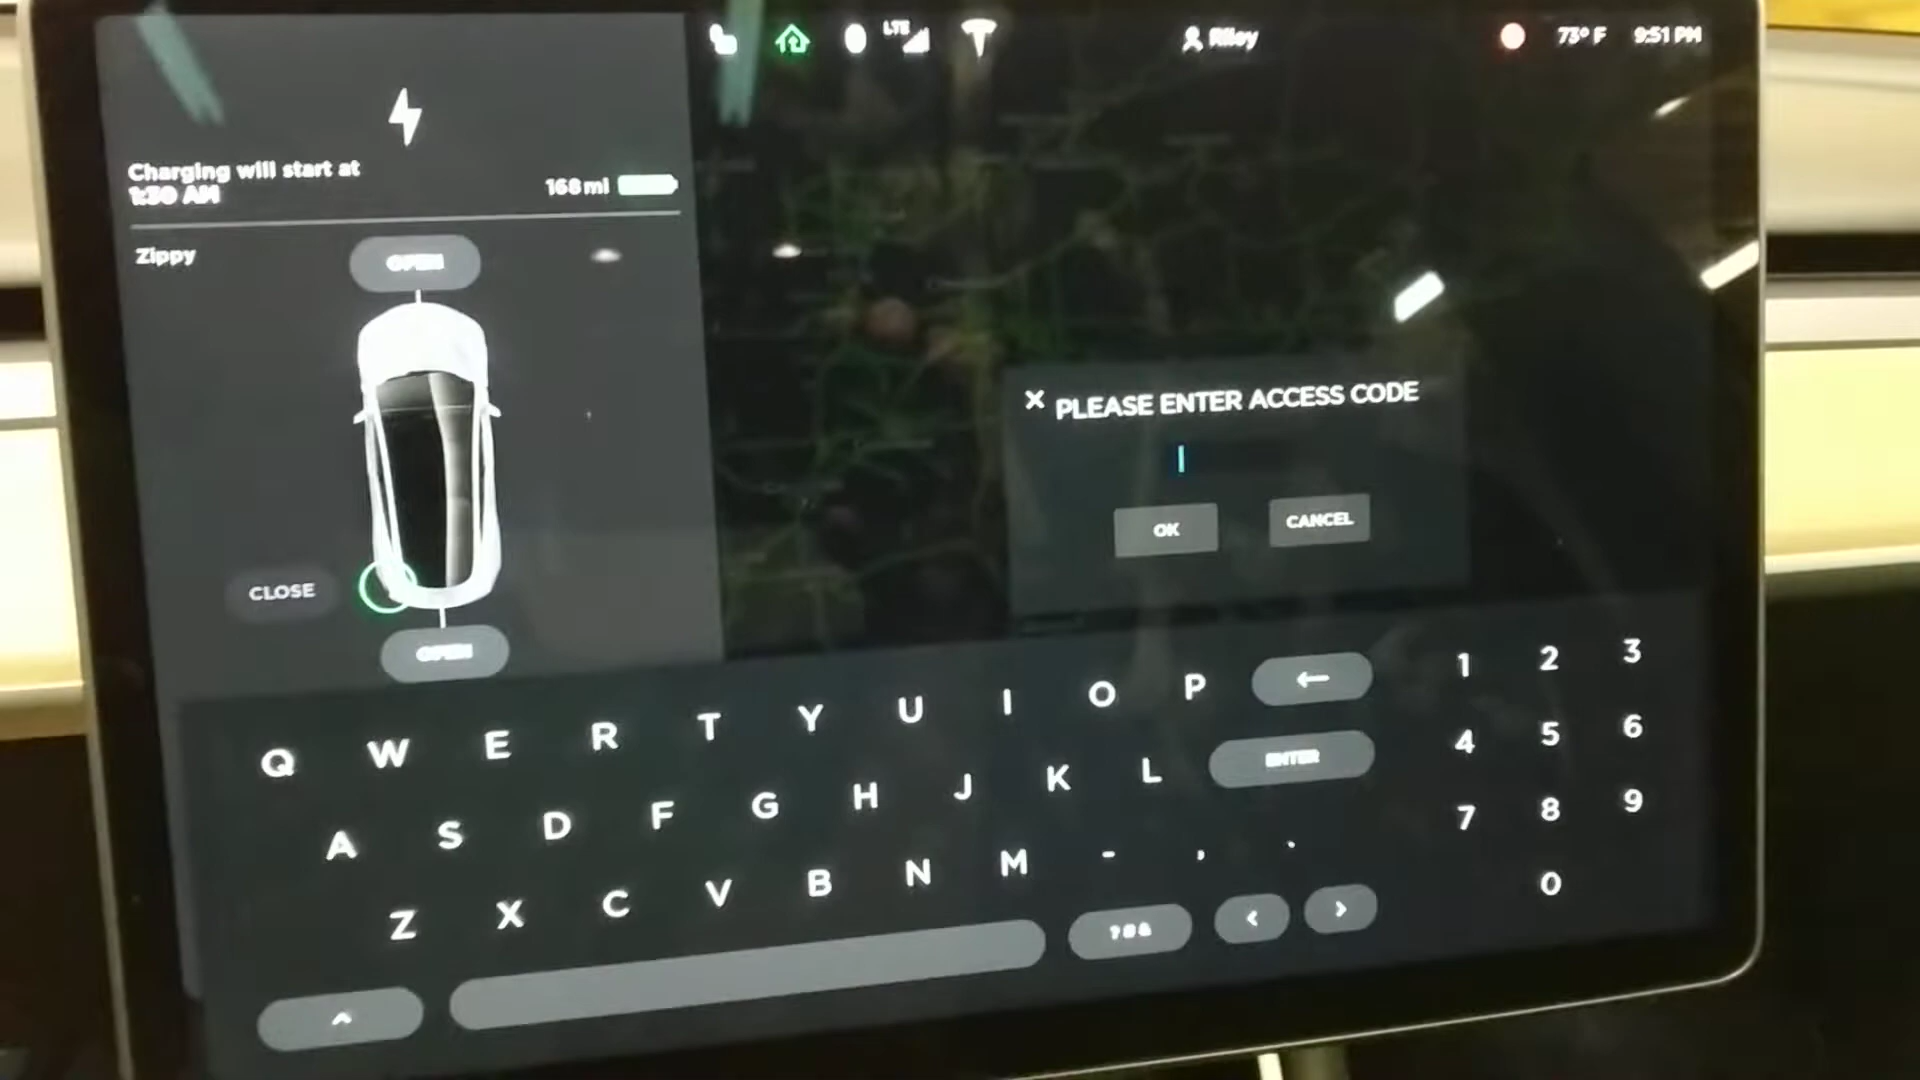 LTE
Riley
73° F
9:51 PM
Charging will start at
1:30 AM
168 mi
Zippy
OPEN
CLOSE
OPEN
× PLEASE ENTER ACCESS CODE
OK
CANCEL
Q W E R T Y U I O P ←
A S D F G H J K L ENTER
Z X C V B N M - , .
< >
1 2 3
4 5 6
7 8 9
0